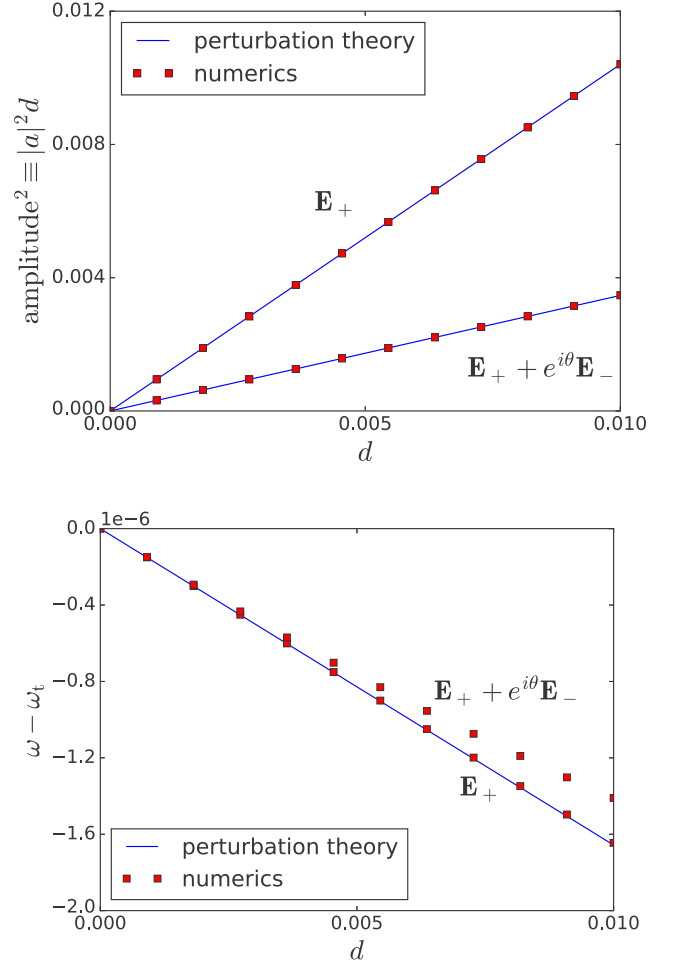 0.012
perturbation theory
numerics
0.008
𝐄₊
amplitude² ≡ |a|²d
0.004
𝐄₊ + e^{iθ}𝐄₋
0.000
0.000 0.005 0.010
d
1e−6
0.0
−0.4
−0.8
𝐄₊ + e^{iθ}𝐄₋
ω − ωₜ
−1.2
𝐄₊
−1.6
perturbation theory
numerics
−2.0
0.000 0.005 0.010
d